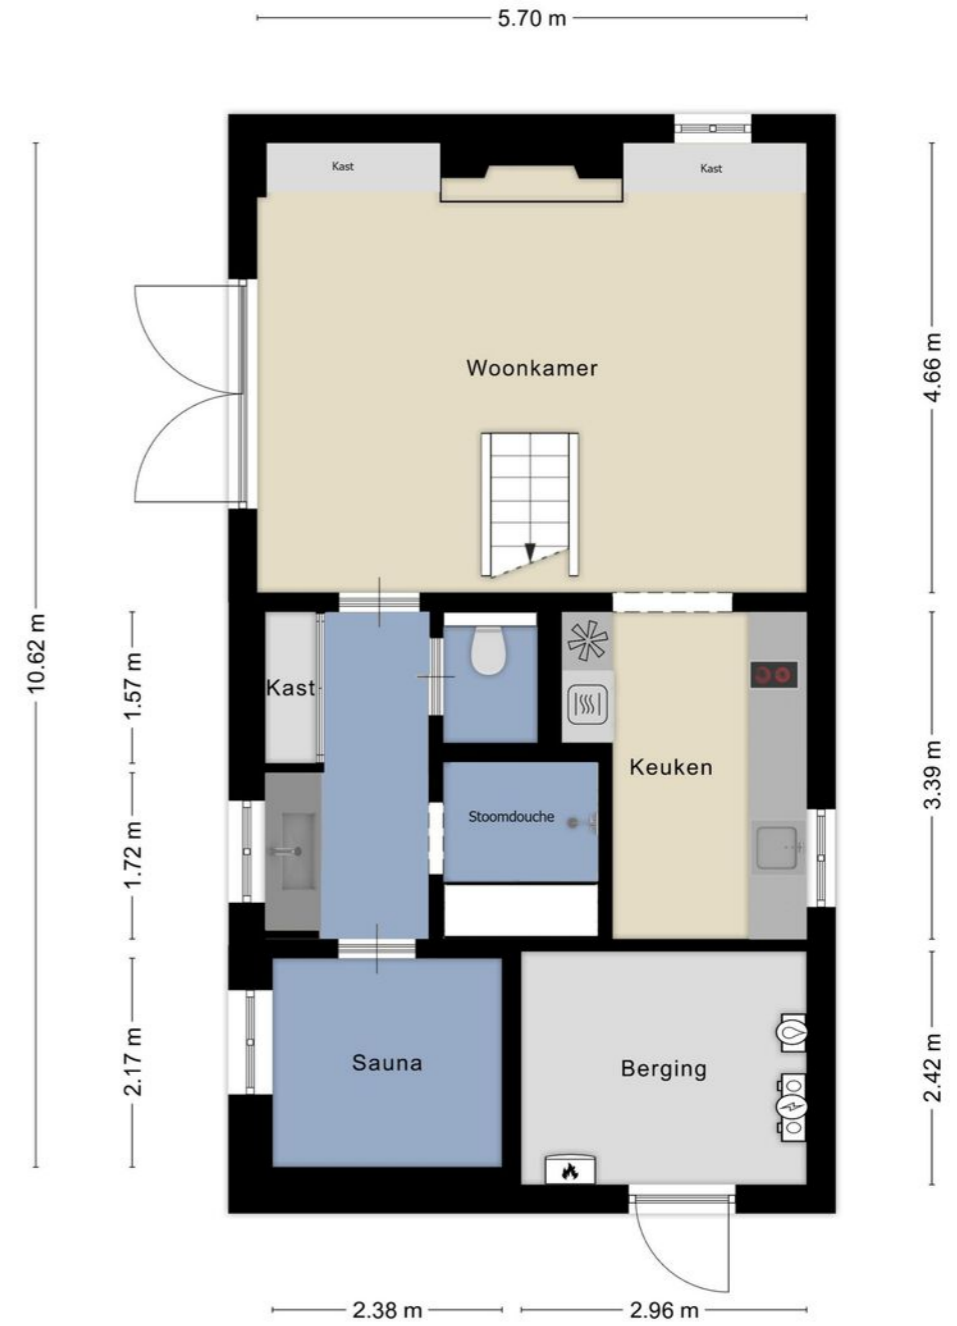 5.70 m
Kast
Kast
Woonkamer
4.66 m
10.62 m
1.57 m
Kast
Keuken
3.39 m
Stoomdouche
1.72 m
2.17 m
Sauna
Berging
2.42 m
2.38 m
2.96 m